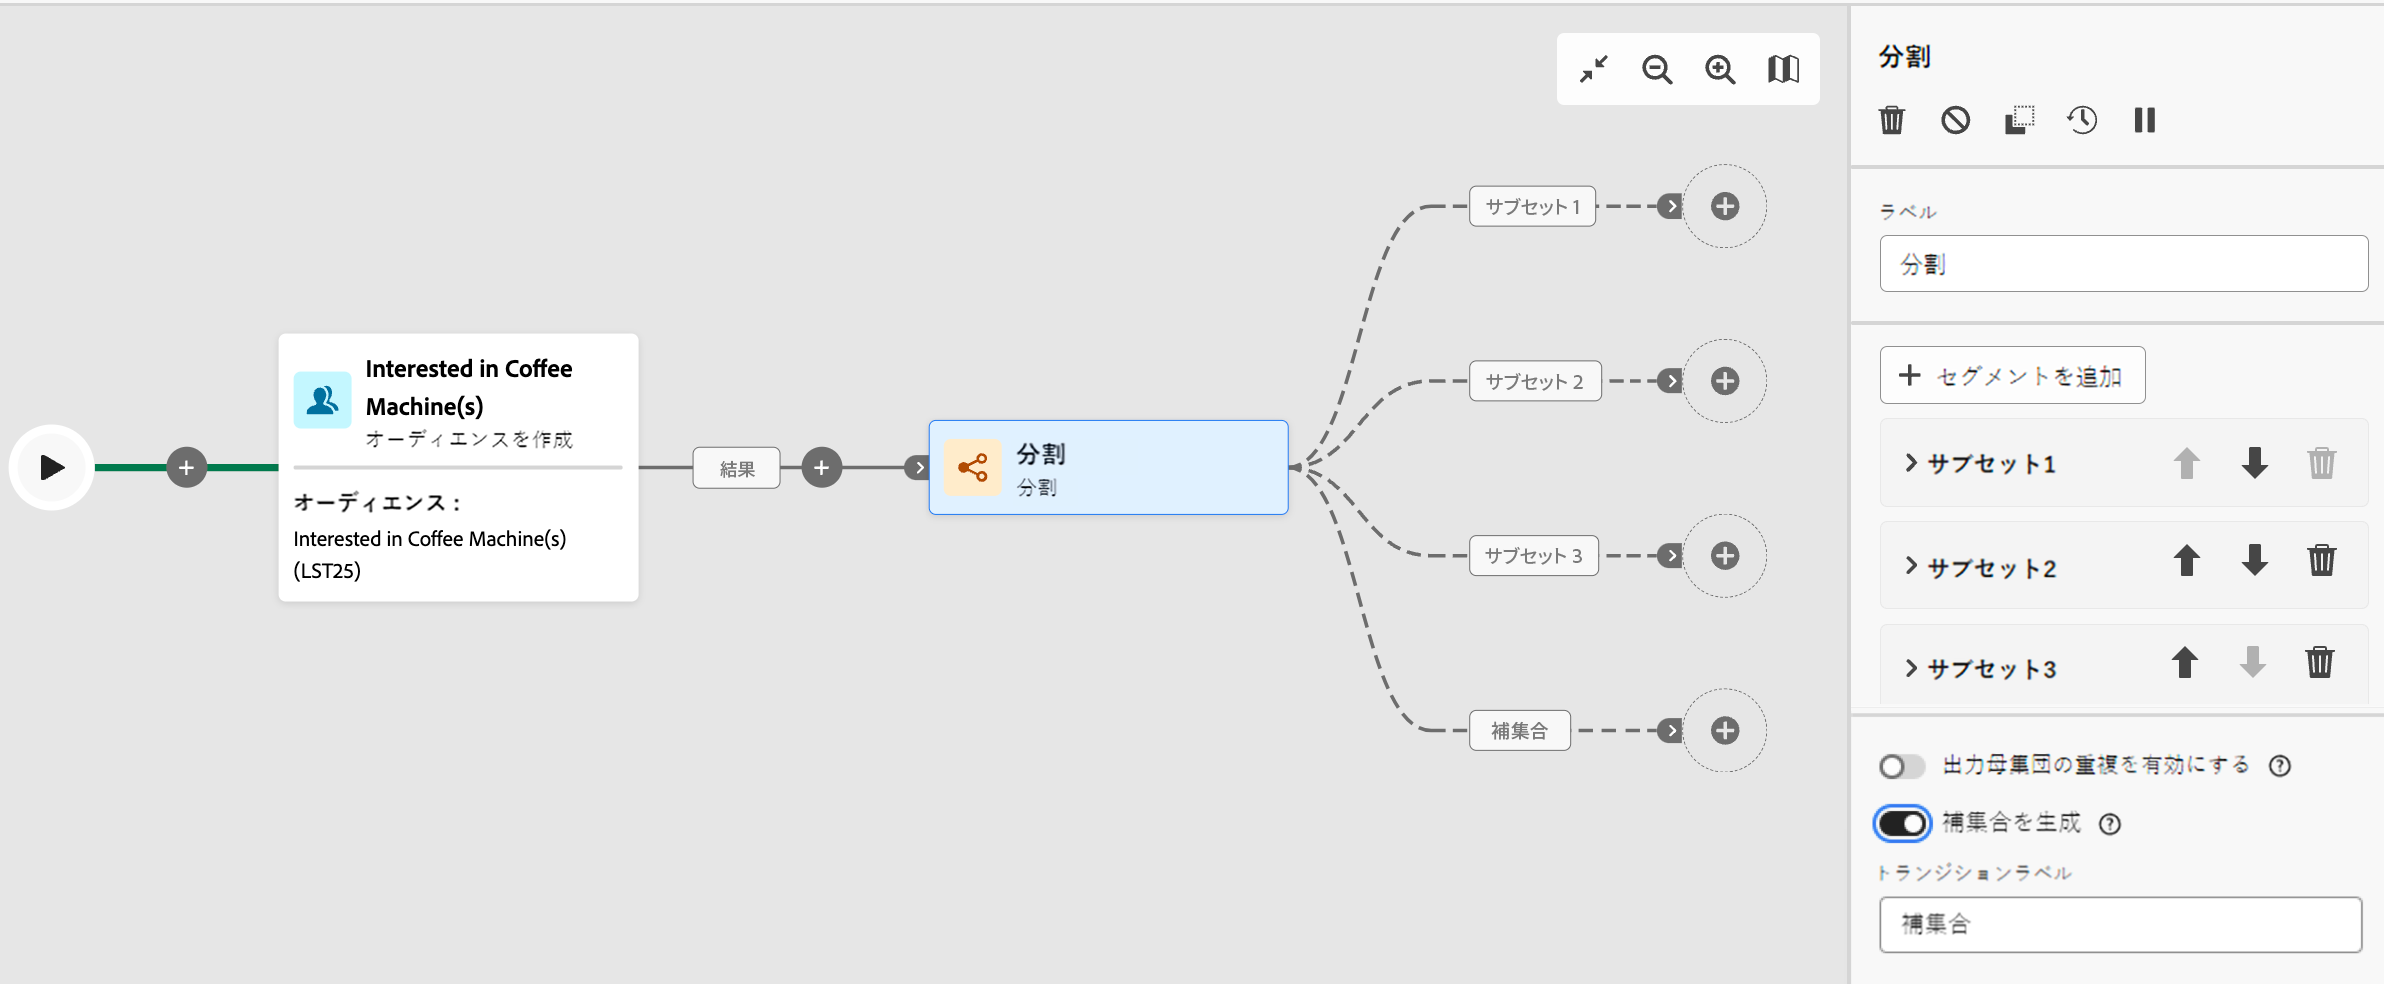 Interested in Coffee
Machine(s)
オーディエンスを作成
オーディエンス：
Interested in Coffee Machine(s)
(LST25)
結果
分割
分割
サブセット 1
サブセット 2
サブセット 3
補集合
分割
ラベル
分割
セグメントを追加
サブセット1
サブセット2
サブセット3
出力母集団の重複を有効にする
補集合を生成
トランジションラベル
補集合